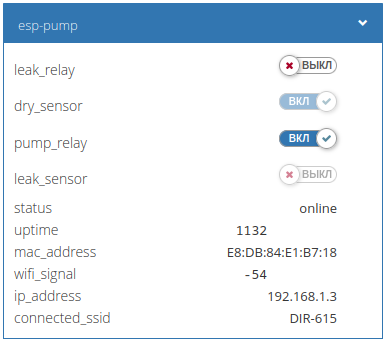 esp-pump
leak_relay ВЫКЛ
dry_sensor ВКЛ
pump_relay ВКЛ
leak_sensor ВЫКЛ
status online
uptime 1132
mac_address E8:DB:84:E1:B7:18
wifi_signal -54
ip_address 192.168.1.3
connected_ssid DIR-615